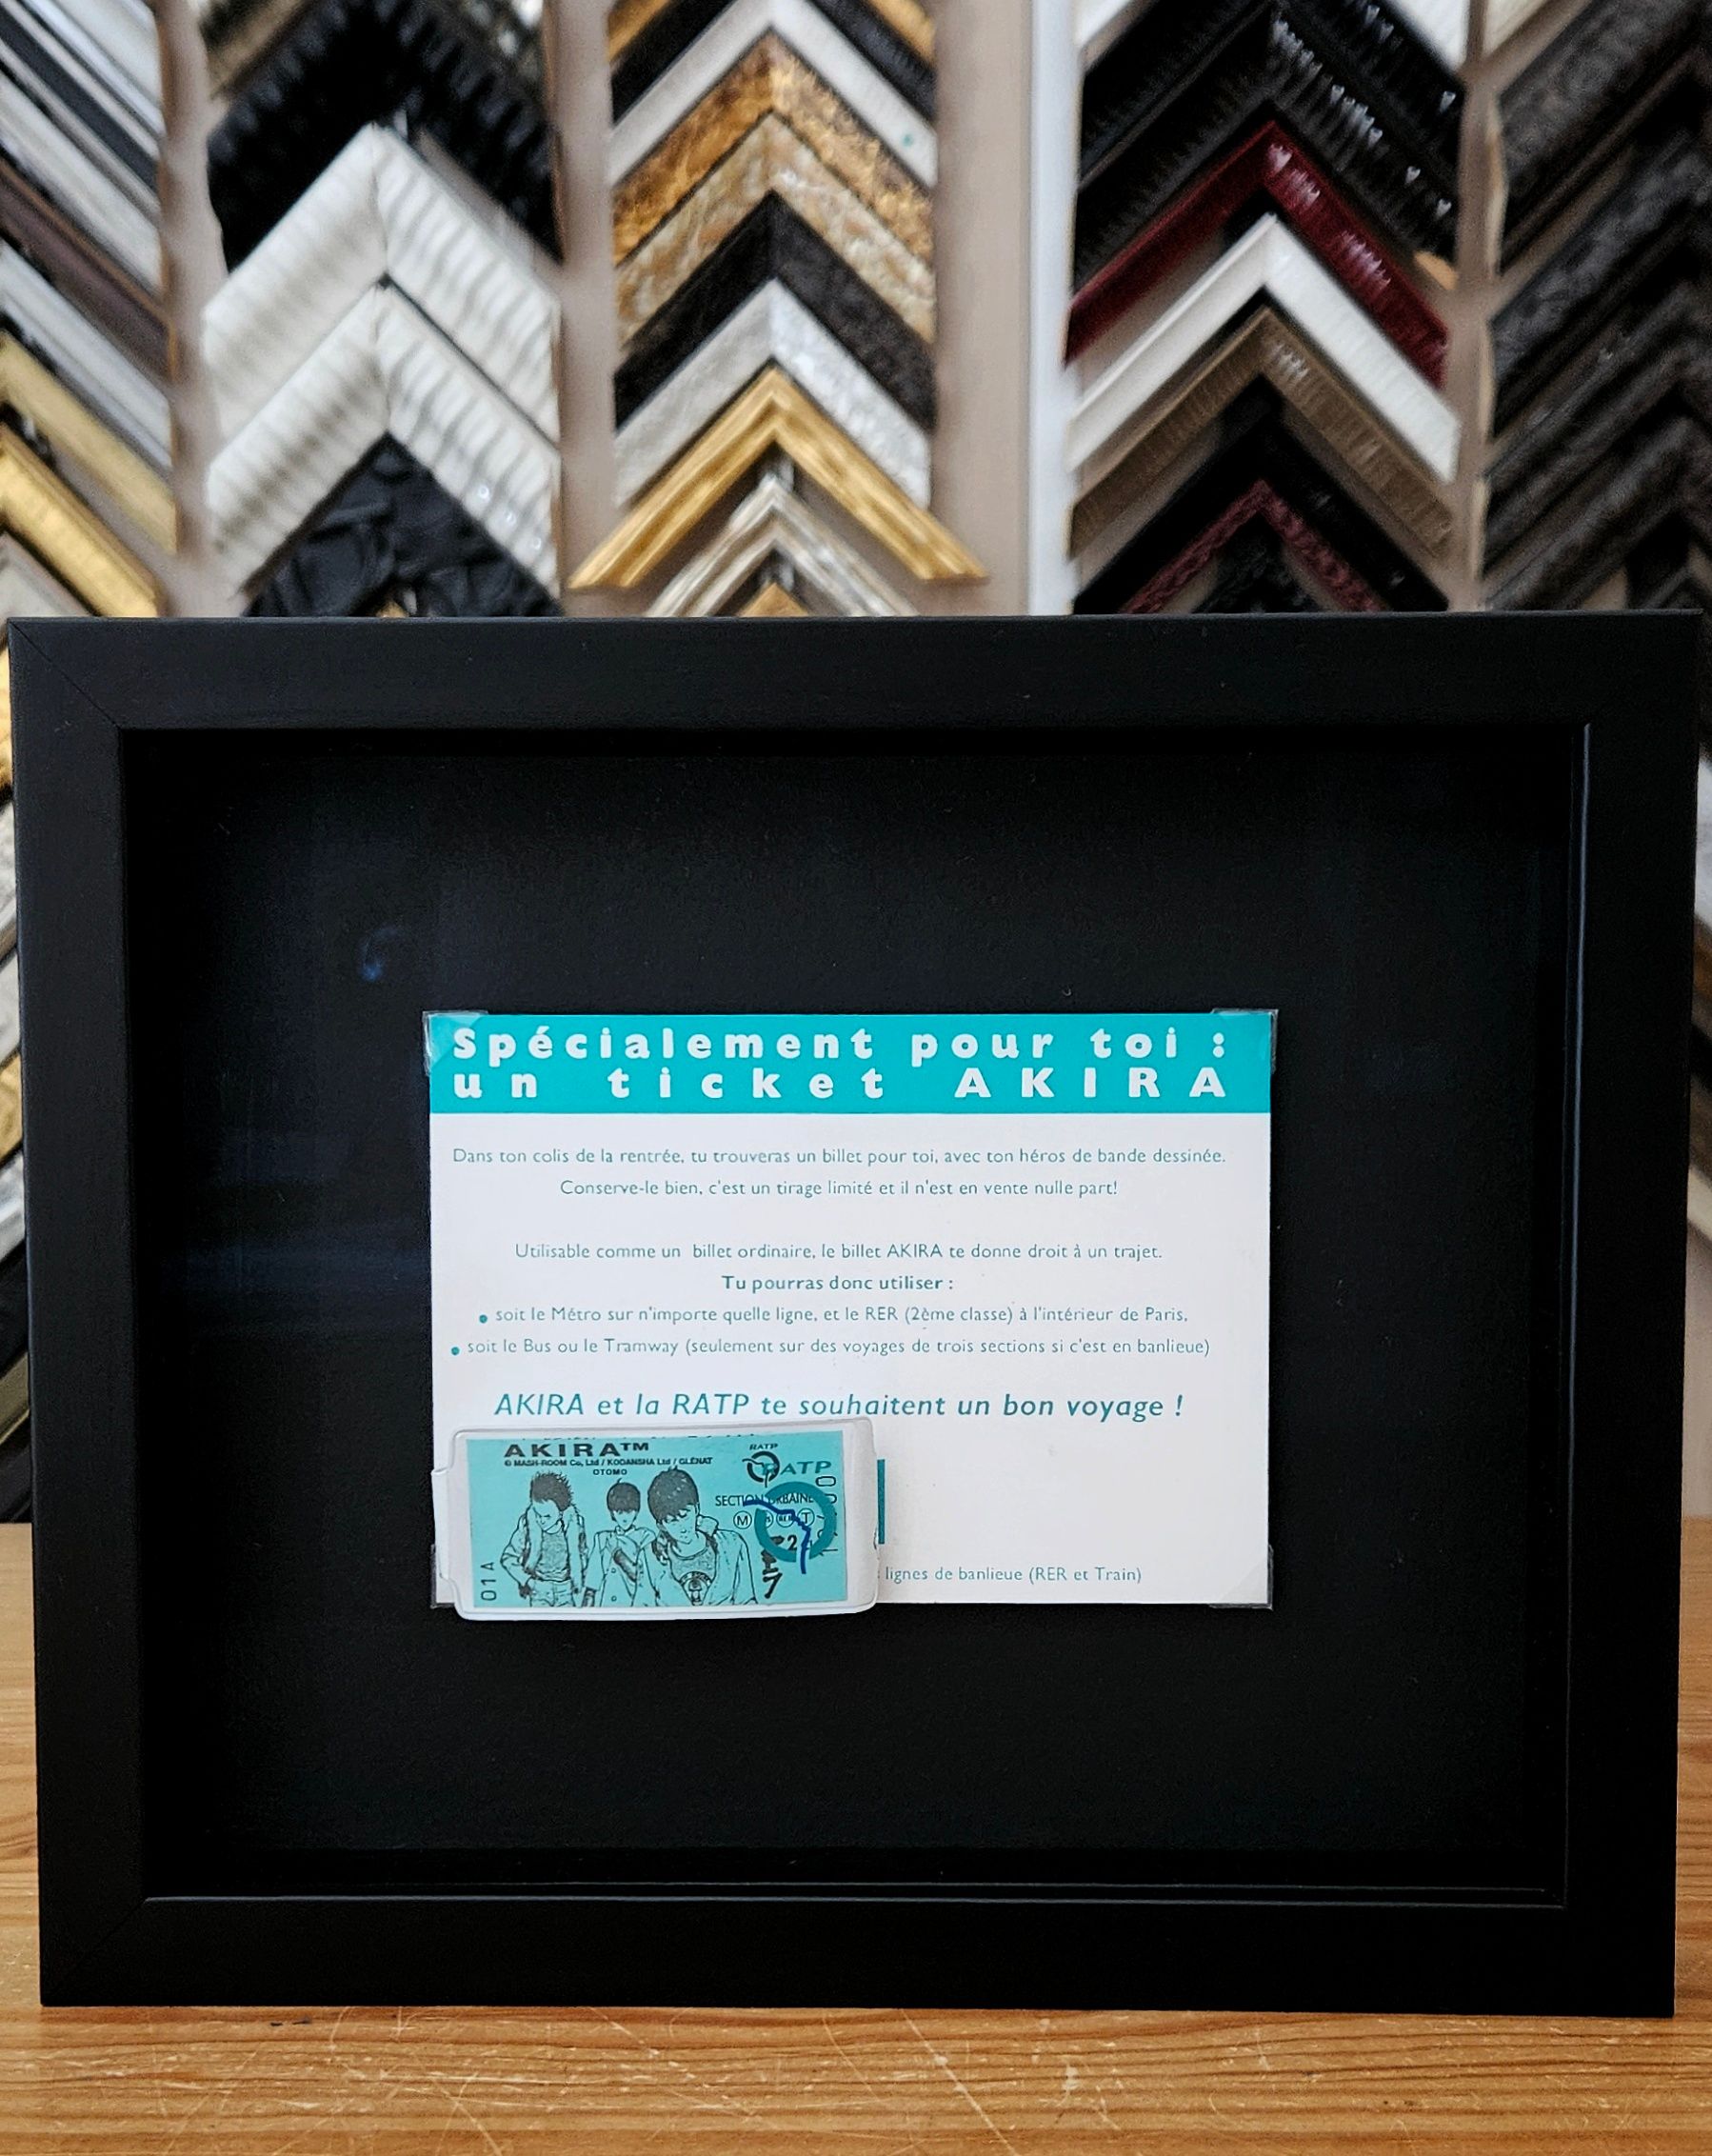 Spécialement pour toi :
un ticket AKIRA
Dans ton colis de la rentrée, tu trouveras un billet pour toi, avec ton héros de bande dessinée.
Conserve-le bien, c'est un tirage limité et il n'est en vente nulle part!
Utilisable comme un billet ordinaire, le billet AKIRA te donne droit à un trajet.
Tu pourras donc utiliser :
• soit le Métro sur n'importe quelle ligne, et le RER (2ème classe) à l'intérieur de Paris,
• soit le Bus ou le Tramway (seulement sur des voyages de trois sections si c'est en banlieue)
AKIRA et la RATP te souhaitent un bon voyage !
AKIRA™
© MASH-ROOM Co, Ltd / KODANSHA Ltd / GLÉNAT
OTOMO
RATP
RATP
SECTION URBAINE
M
T
01A
lignes de banlieue (RER et Train)